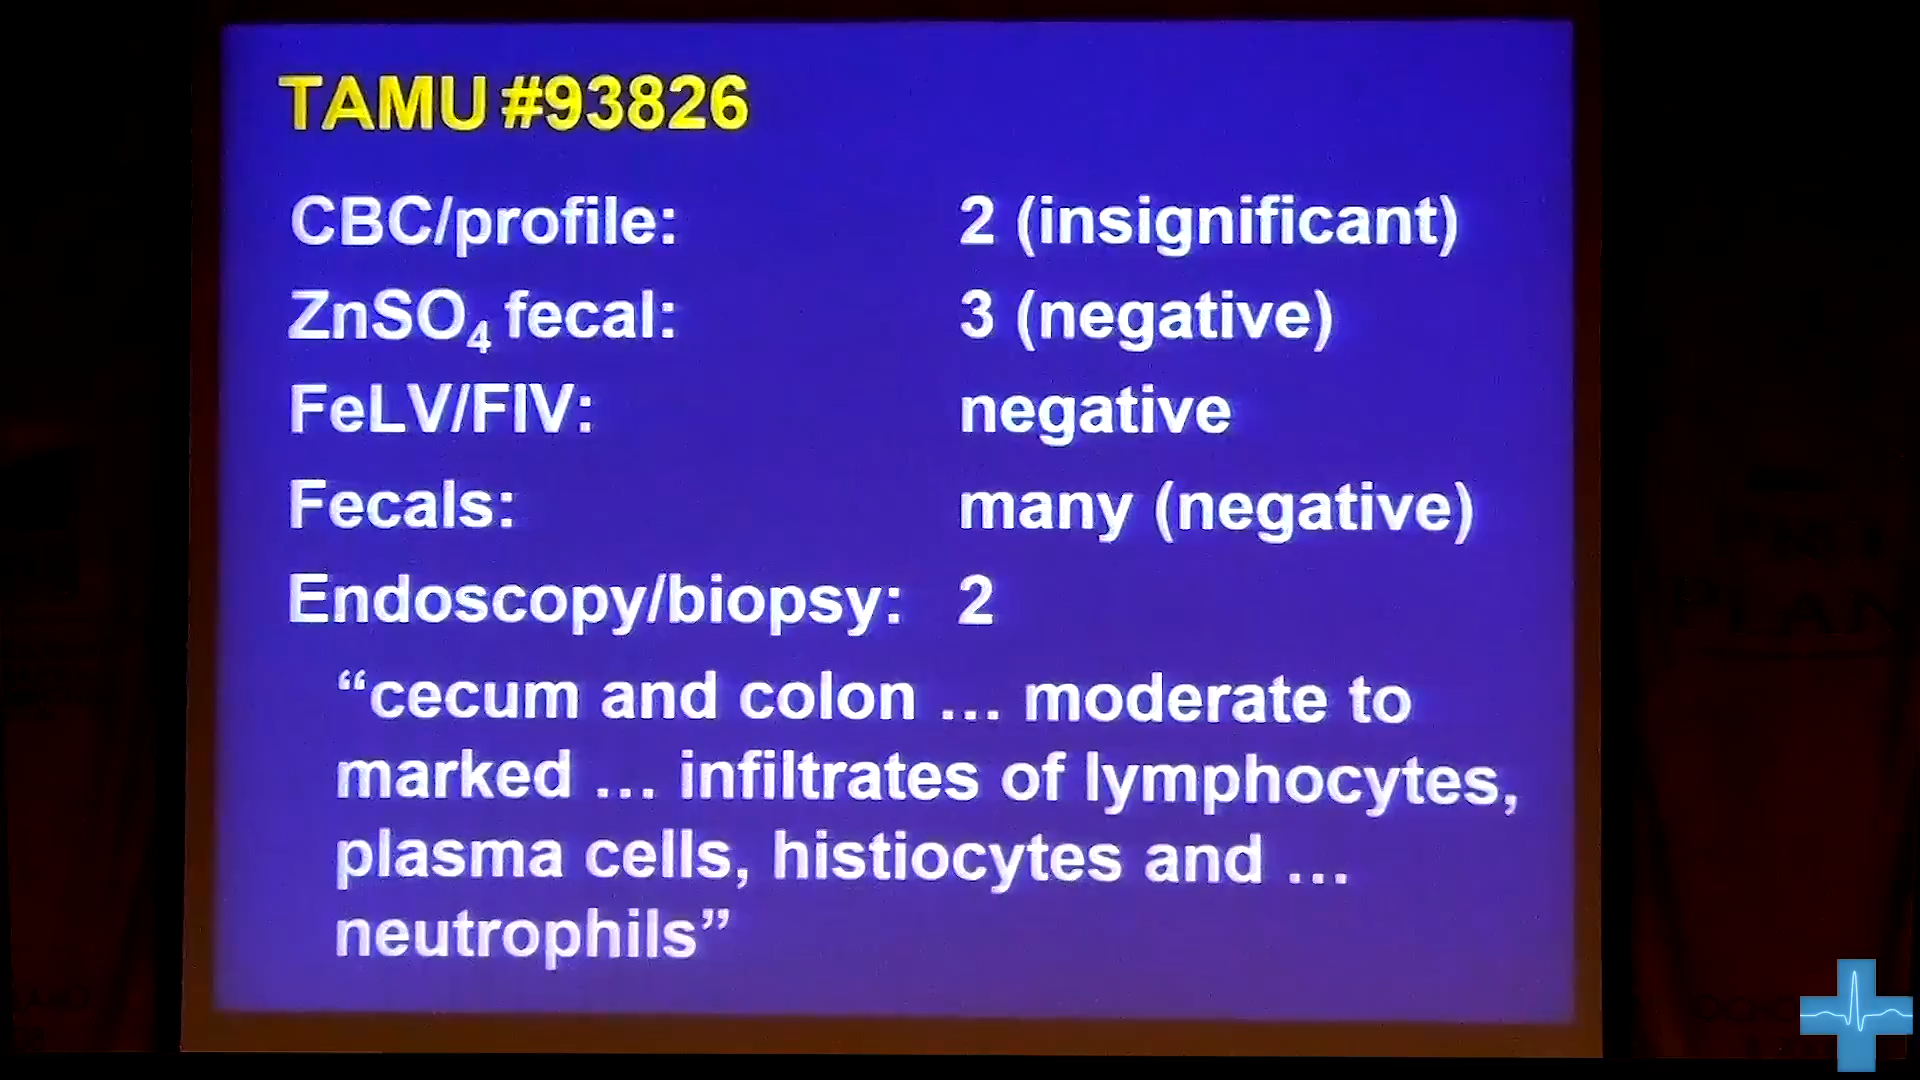 TAMU #93826
CBC/profile: 2 (insignificant)
ZnSO₄ fecal: 3 (negative)
FeLV/FIV: negative
Fecals: many (negative)
Endoscopy/biopsy: 2
“cecum and colon … moderate to
marked … infiltrates of lymphocytes,
plasma cells, histiocytes and …
neutrophils”